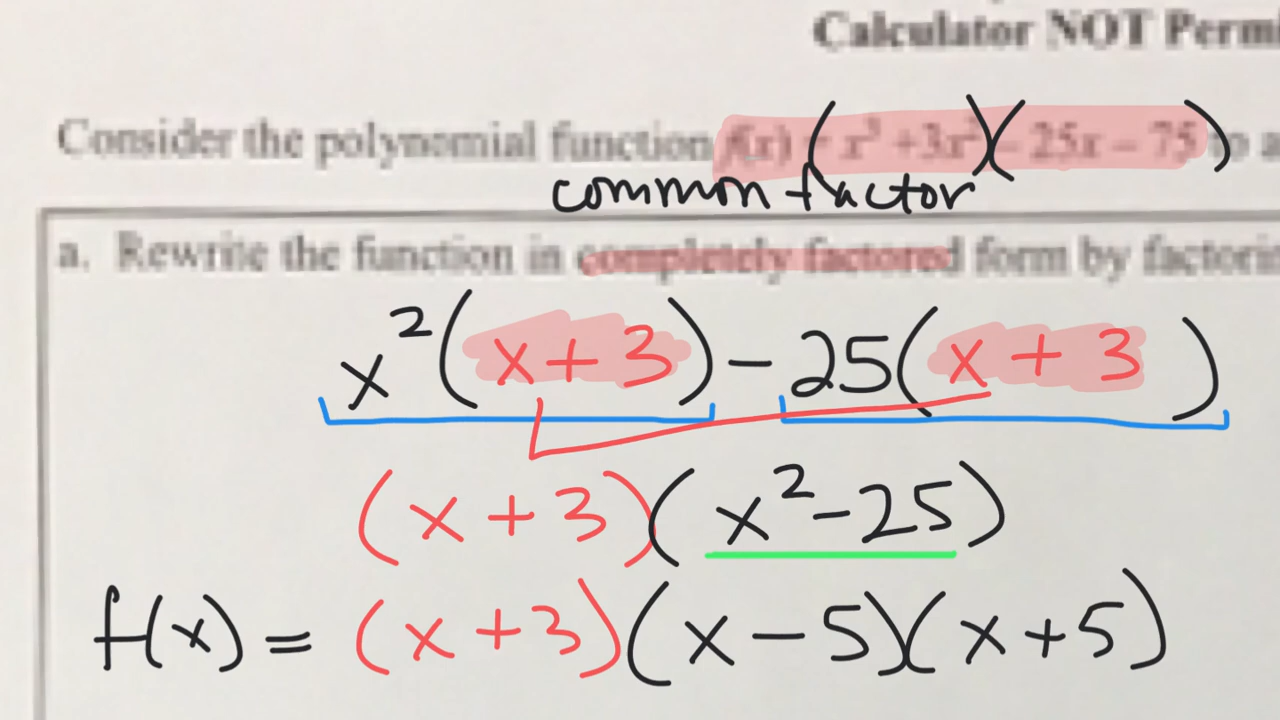 Calculator NOT Permi
Consider the polynomial function f(x) = (x³ + 3x²)(– 25x – 75) to a
common factor
a. Rewrite the function in completely factored form by factorin
x²(x + 3) – 25(x + 3)
(x + 3)(x² – 25)
f(x) = (x + 3)(x – 5)(x + 5)